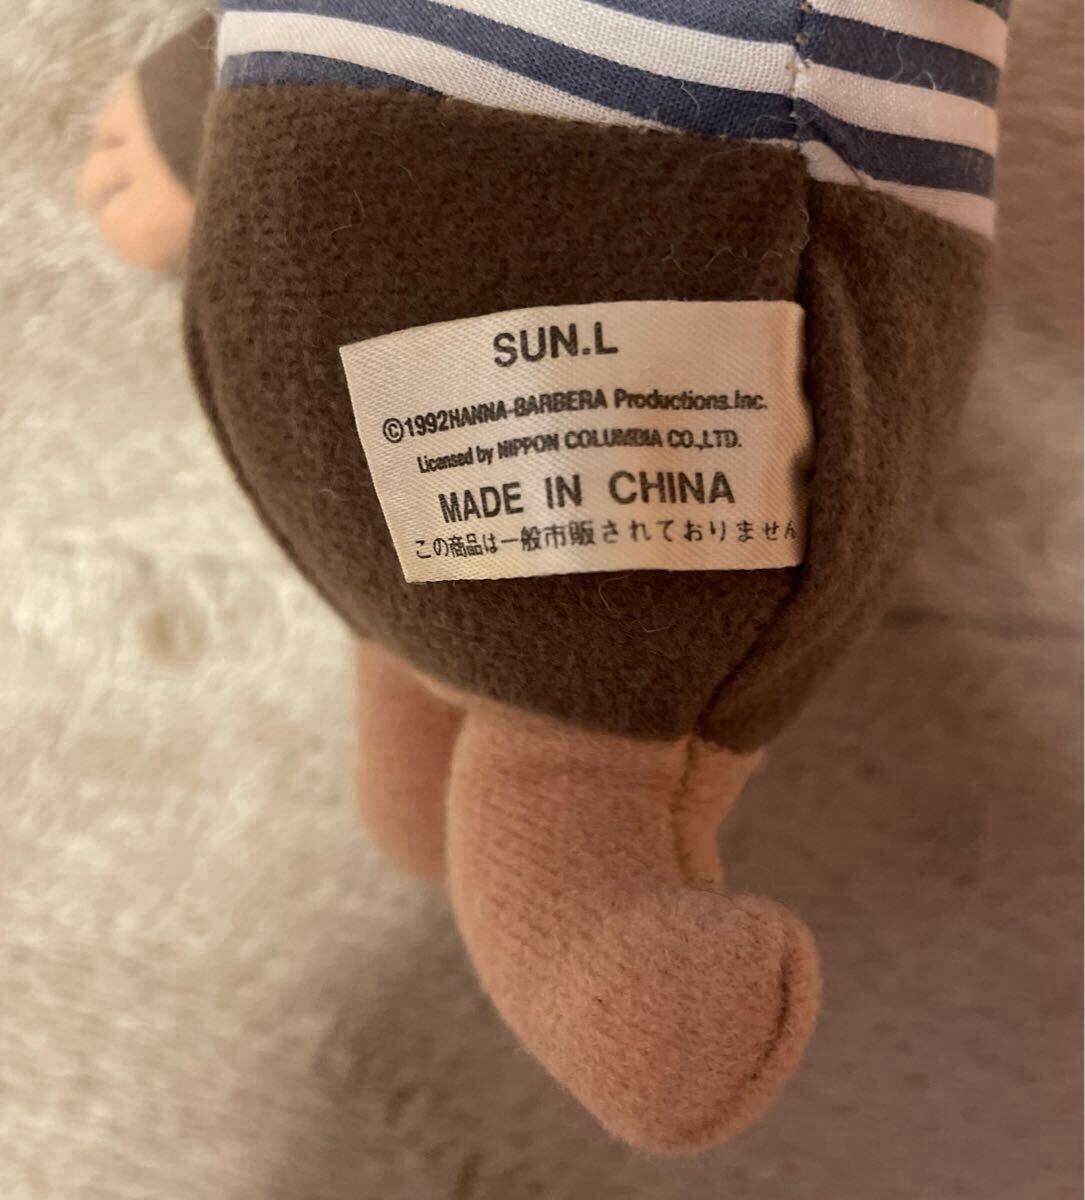 SUN.L
©1992HANNA-BARBERA Productions.Inc.
Licensed by NIPPON COLUMBIA CO.,LTD.
MADE IN CHINA
この商品は一般市販されておりません